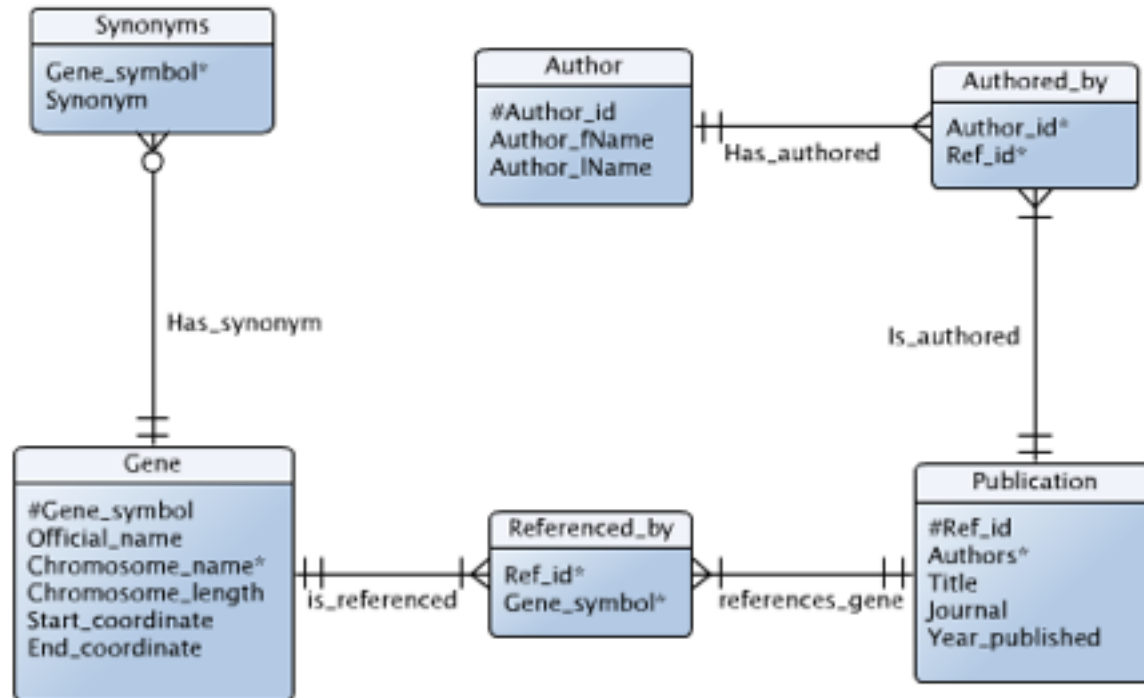 Synonyms
Gene_symbol*
Synonym
Author
#Author_id
Author_fName
Author_lName
Has_authored
Authored_by
Author_id*
Ref_id*
Has_synonym
Is_authored
Gene
#Gene_symbol
Official_name
Chromosome_name*
Chromosome_length
Start_coordinate
End_coordinate
is_referenced
Referenced_by
Ref_id*
Gene_symbol*
references_gene
Publication
#Ref_id
Authors*
Title
Journal
Year_published